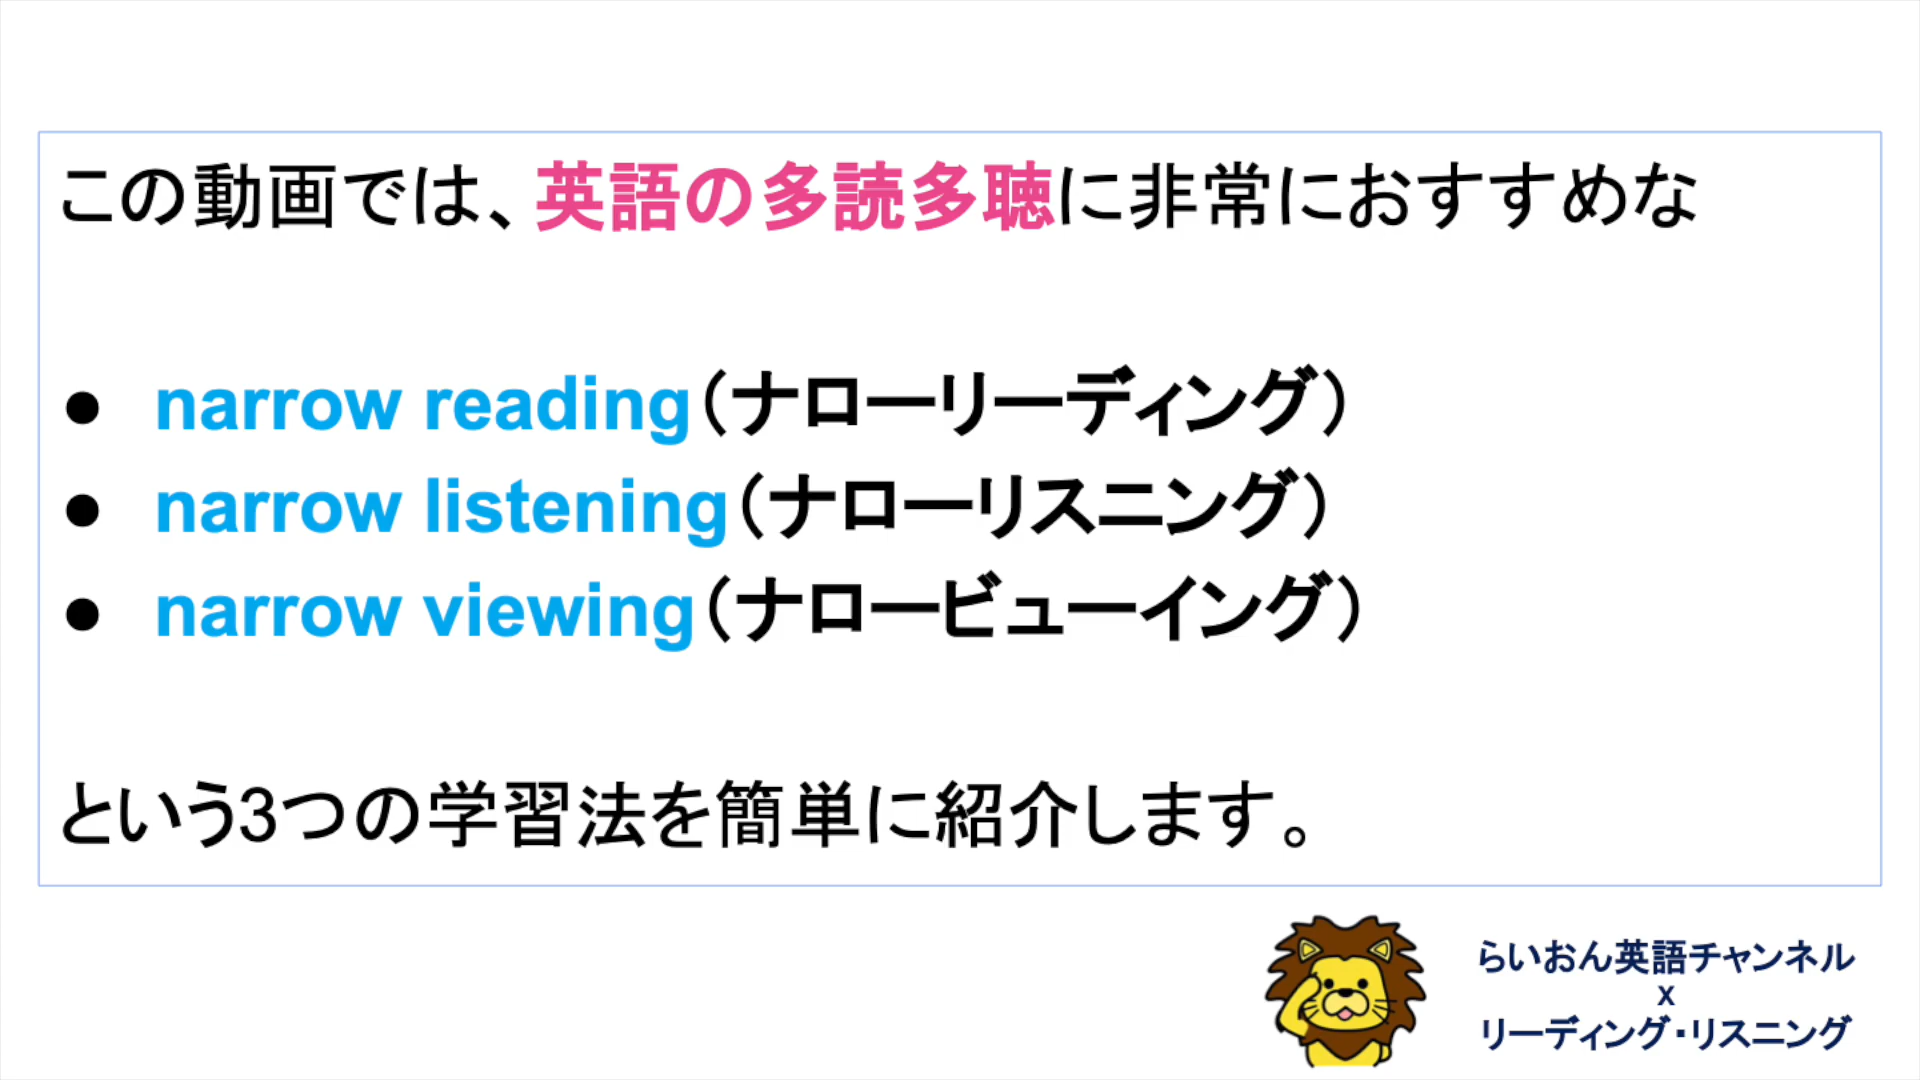 この動画では、英語の多読多聴に非常におすすめな
● narrow reading（ナローリーディング）
● narrow listening（ナローリスニング）
● narrow viewing（ナロービューイング）
という3つの学習法を簡単に紹介します。
らいおん英語チャンネル
x
リーディング・リスニング